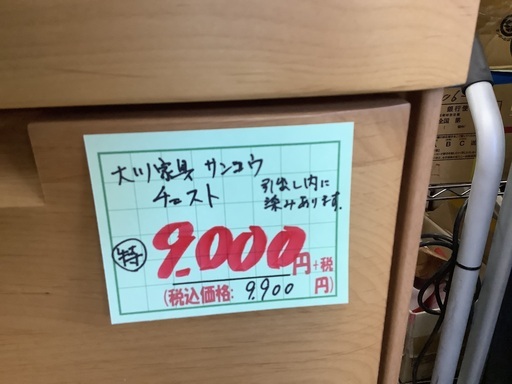 大川家具 サンコウ
チェスト
引出し内に
染みあります。
特 9.000円+税
(税込価格: 9.900 円)